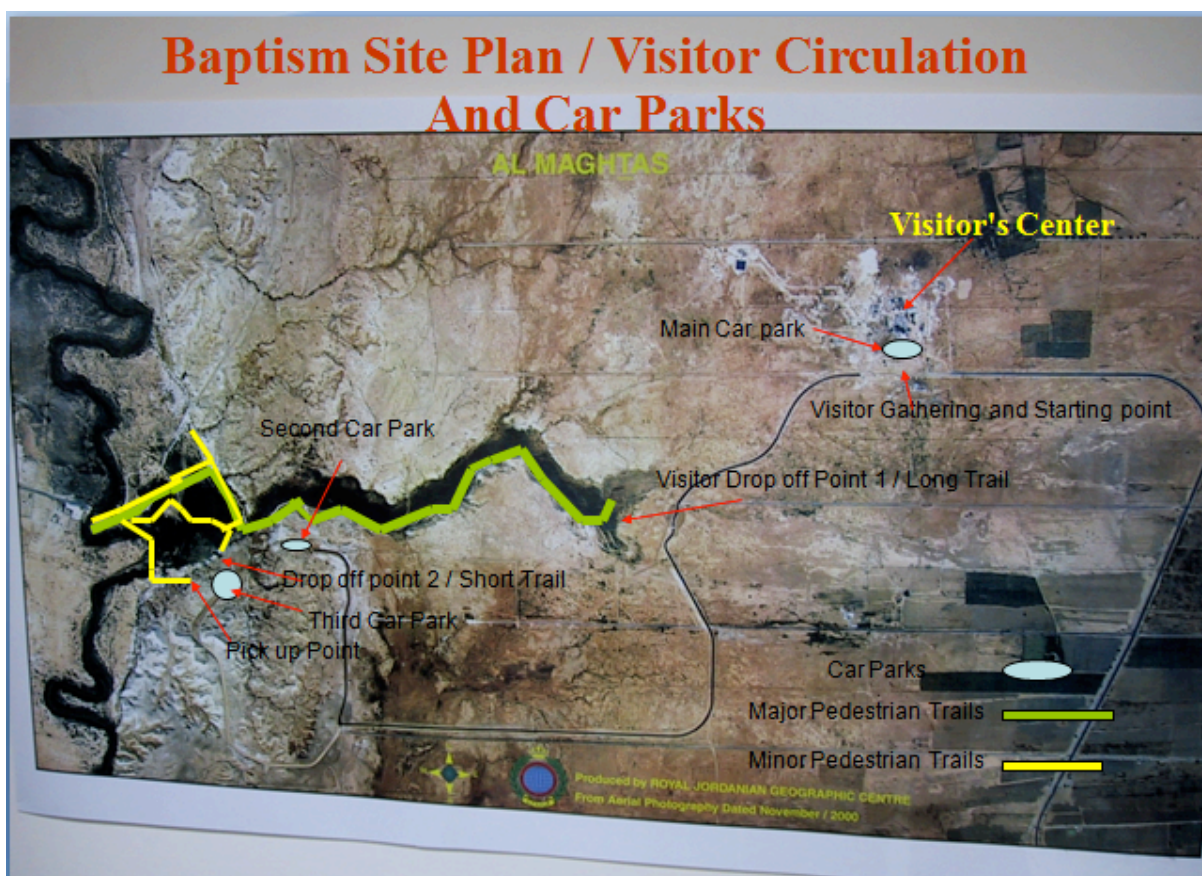 Baptism Site Plan / Visitor Circulation
And Car Parks
AL MAGHTAS
Visitor's Center
Main Car park
Visitor Gathering and Starting point
Second Car Park
Visitor Drop off Point 1 / Long Trail
Drop off point 2 / Short Trail
Third Car Park
Pick up Point
Car Parks
Major Pedestrian Trails
Minor Pedestrian Trails
Produced by ROYAL JORDANIAN GEOGRAPHIC CENTRE
From Aerial Photography Dated November / 2000